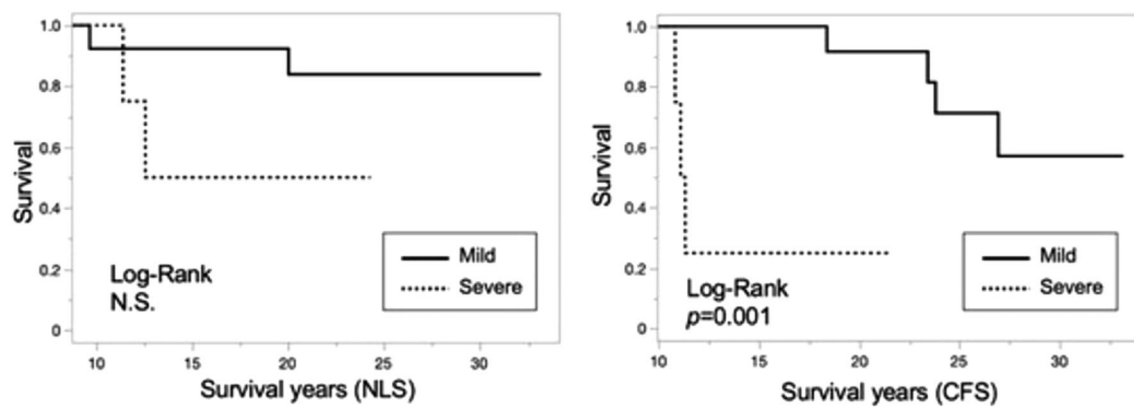 1.0
0.8
0.6
0.4
0.2
0
Survival
Log-Rank
N.S.
Mild
Severe
10
20
30
Survival years (NLS)
1.0
0.8
0.6
0.4
0.2
0
Survival
Log-Rank
p=0.001
Mild
Severe
10
15
20
25
30
Survival years (CFS)